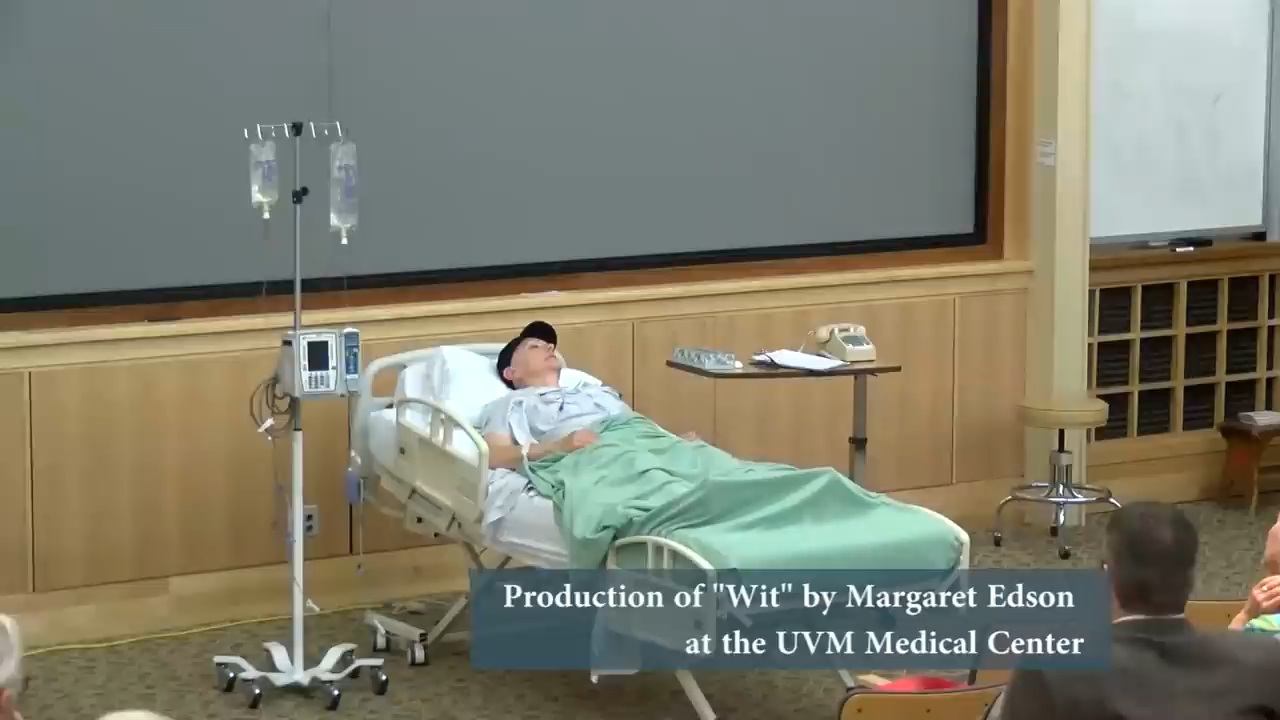 Production of "Wit" by Margaret Edson
at the UVM Medical Center